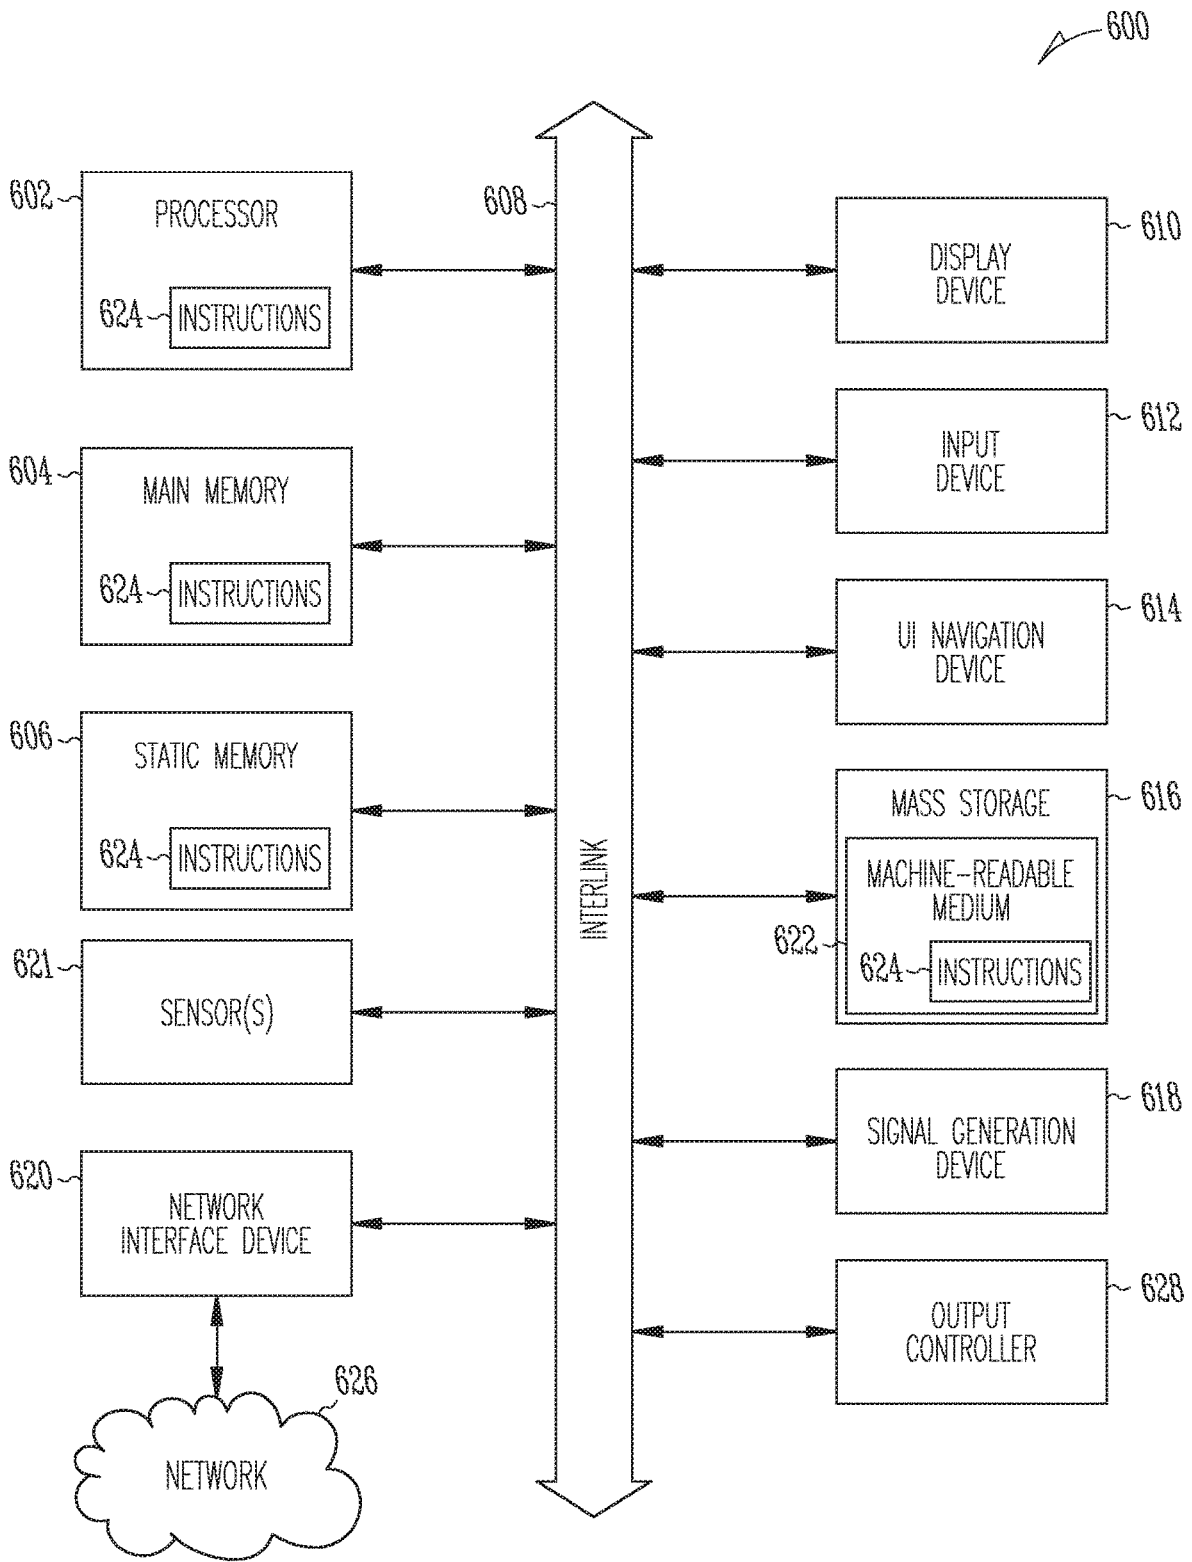 600
602
PROCESSOR
624
INSTRUCTIONS
604
MAIN MEMORY
624
INSTRUCTIONS
606
STATIC MEMORY
624
INSTRUCTIONS
621
SENSOR(S)
620
NETWORK
INTERFACE DEVICE
626
NETWORK
608
INTERLINK
610
DISPLAY
DEVICE
612
INPUT
DEVICE
614
UI NAVIGATION
DEVICE
616
MASS STORAGE
MACHINE-READABLE
MEDIUM
622
624
INSTRUCTIONS
618
SIGNAL GENERATION
DEVICE
628
OUTPUT
CONTROLLER